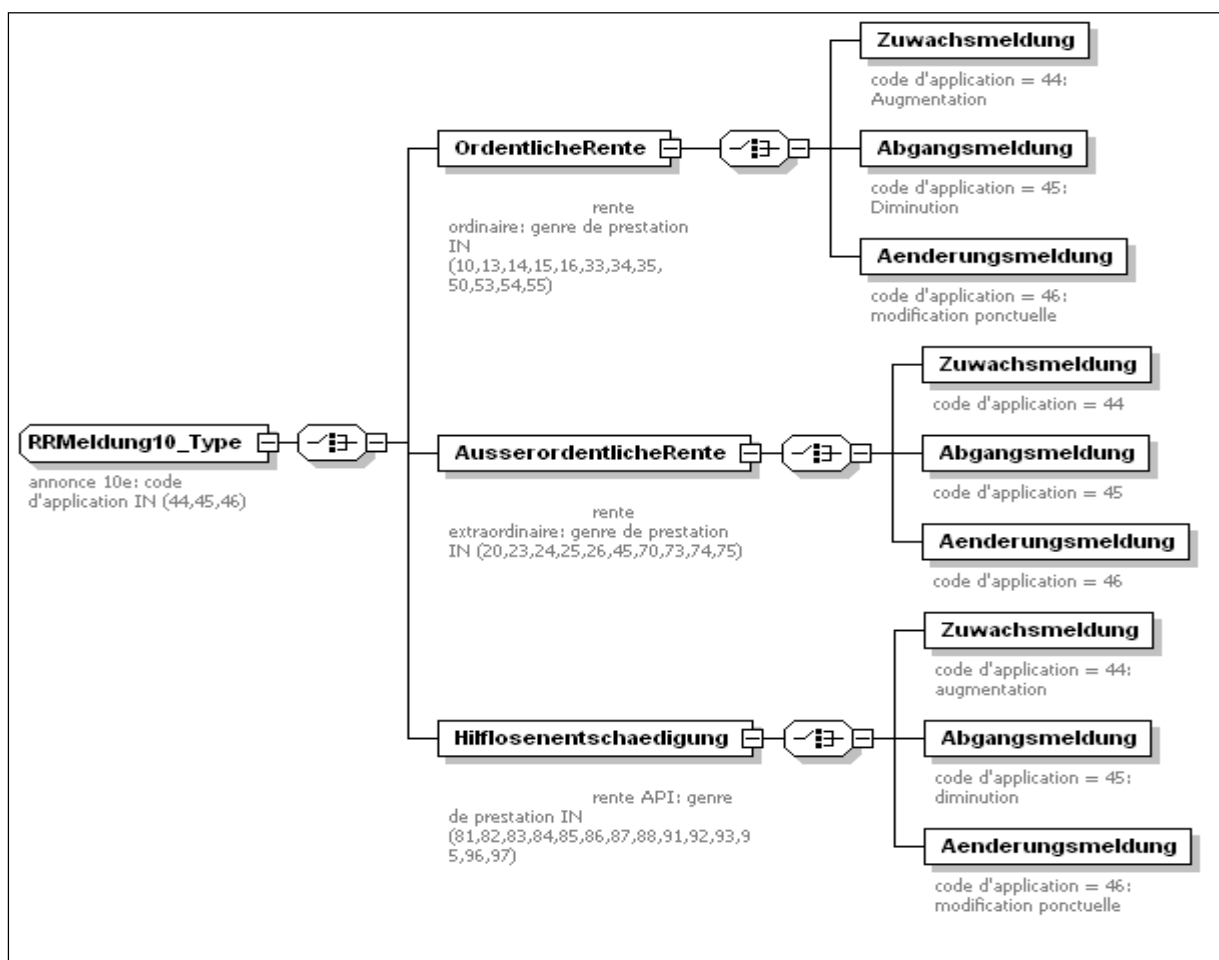 RRMeldung10_Type
annonce 10e: code
d'application IN (44,45,46)
OrdentlicheRente
rente
ordinaire: genre de prestation
IN
(10,13,14,15,16,33,34,35,
50,53,54,55)
Zuwachsmeldung
code d'application = 44:
Augmentation
Abgangsmeldung
code d'application = 45:
Diminution
Aenderungsmeldung
code d'application = 46:
modification ponctuelle
AusserordentlicheRente
rente
extraordinaire: genre de prestation
IN (20,23,24,25,26,45,70,73,74,75)
Zuwachsmeldung
code d'application = 44
Abgangsmeldung
code d'application = 45
Aenderungsmeldung
code d'application = 46
Hilflosenentschaedigung
rente API: genre
de prestation IN
(81,82,83,84,85,86,87,88,91,92,93,9
5,96,97)
Zuwachsmeldung
code d'application = 44:
augmentation
Abgangsmeldung
code d'application = 45:
diminution
Aenderungsmeldung
code d'application = 46:
modification ponctuelle